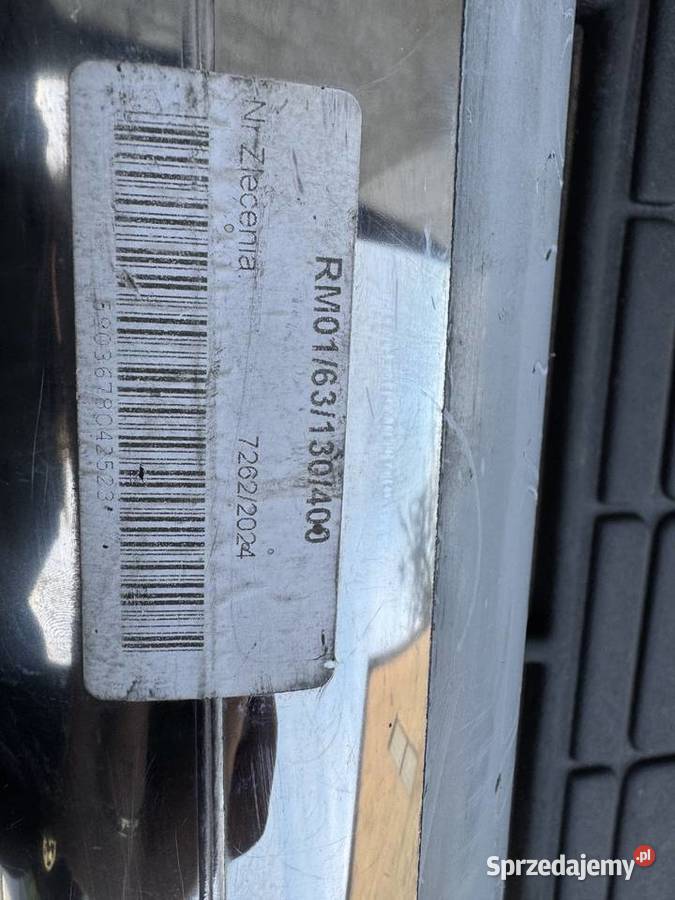 RM01/63/130/400
Nr Zlecenia 7262/2024
5903678042523
Sprzedajemy.pl